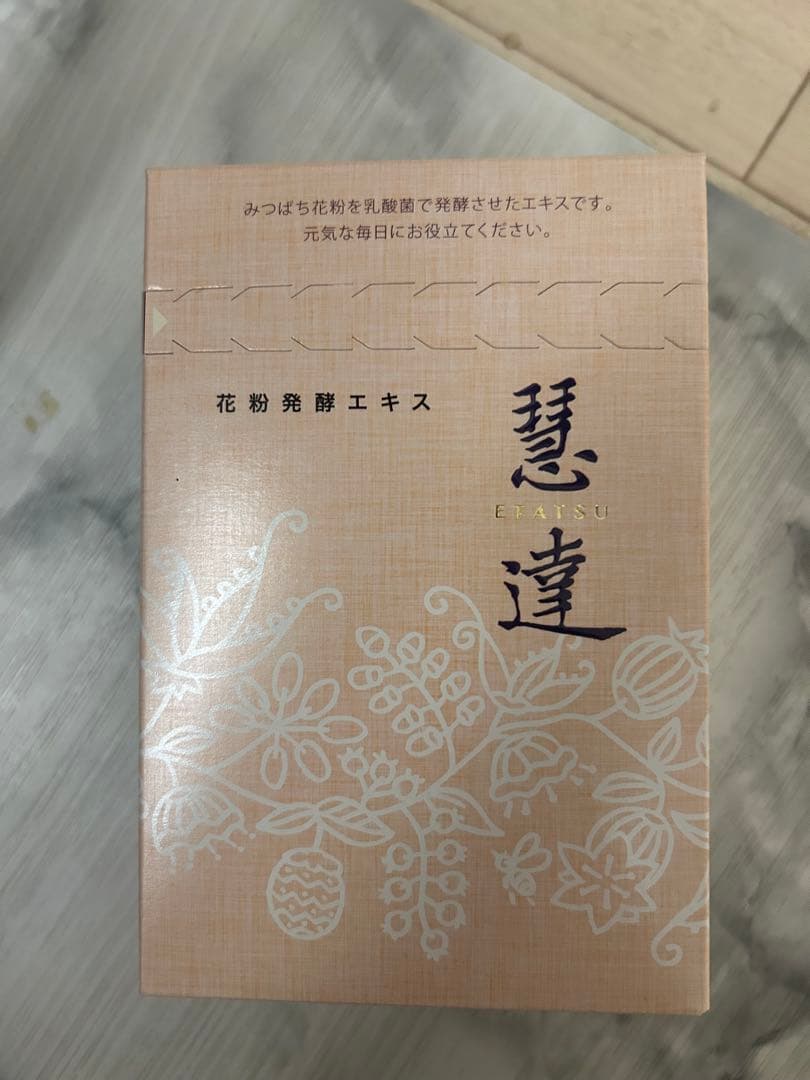 みつばち花粉を乳酸菌で発酵させたエキスです。
元気な毎日にお役立てください。
花粉発酵エキス
慧達
ETATSU